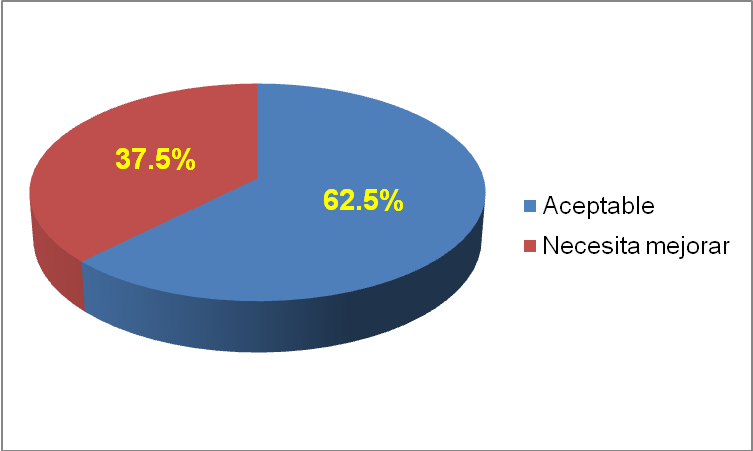 37.5%
62.5%
Aceptable
Necesita mejorar